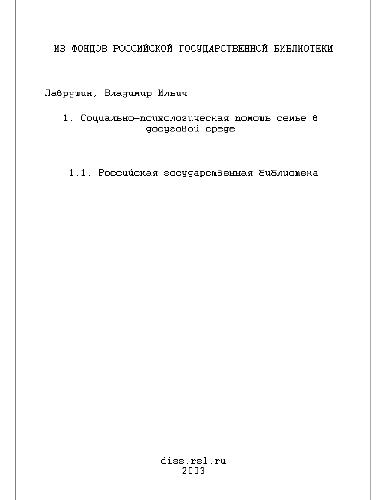 ИЗ ФОНДОВ РОССИЙСКОЙ ГОСУДАРСТВЕННОЙ БИБЛИОТЕКИ
Лаврушин, Владимир Ильич
1. Социально-психологическая помощь семье в
досуговой среде
1.1. Российская государственная библиотека
diss.rsl.ru
2003